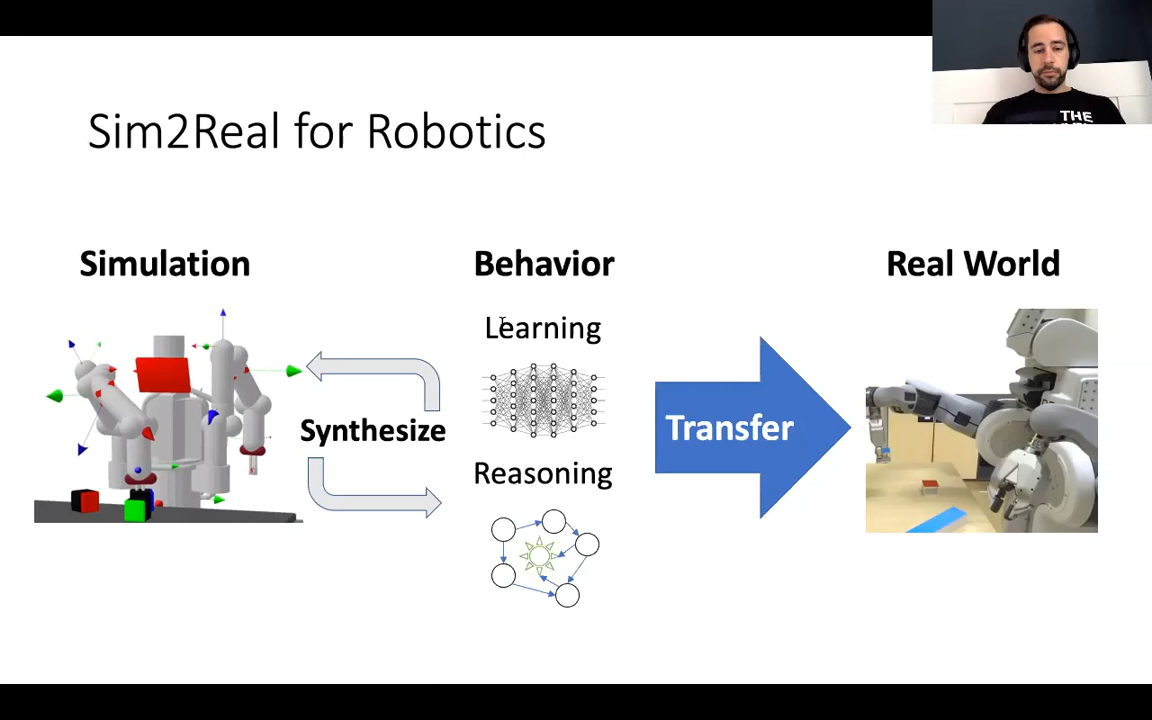 THE
Sim2Real for Robotics
Simulation
Behavior
Real World
Learning
Synthesize
Transfer
Reasoning